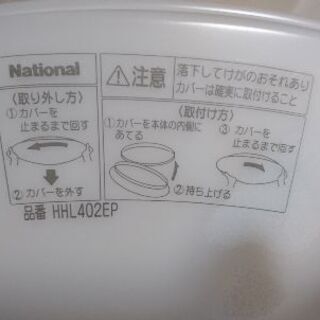 National
注意
落下してけがのおそれあり
カバーは確実に取付けること
〈取り外し方〉
①カバーを
止まるまで回す
②カバーを外す
〈取付け方〉
①カバーを本体の内側に
あてる
②持ち上げる
③カバーを
止まるまで回す
品番 HHL402EP